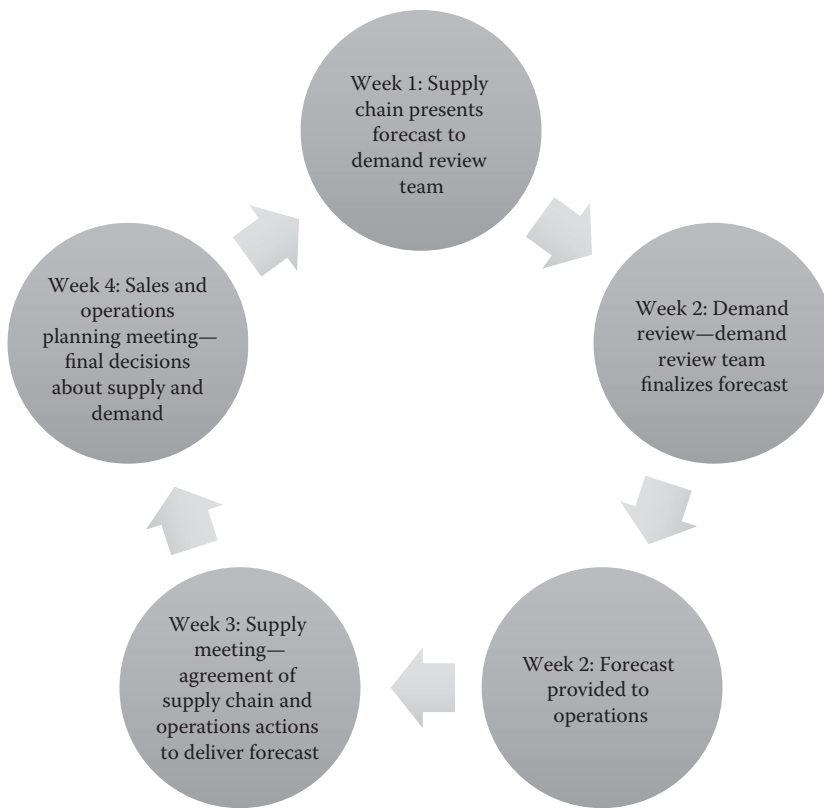 Week 1: Supply
chain presents
forecast to
demand review
team
Week 2: Demand
review—demand
review team
finalizes forecast
Week 2: Forecast
provided to
operations
Week 3: Supply
meeting—
agreement of
supply chain and
operations actions
to deliver forecast
Week 4: Sales and
operations
planning meeting—
final decisions
about supply and
demand